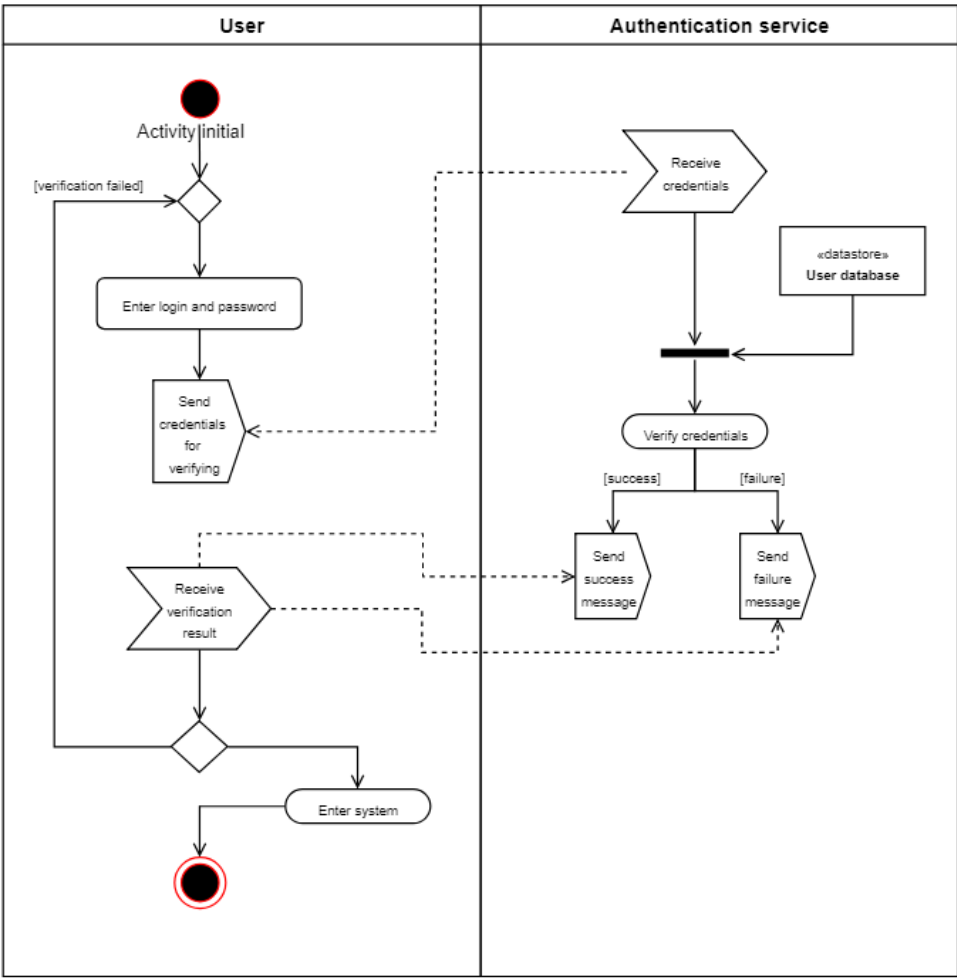 User
Authentication service
Activity initial
[verification failed]
Receive
credentials
«datastore»
User database
Enter login and password
Send
credentials
for
verifying
Verify credentials
[success]
[failure]
Send
success
message
Send
failure
message
Receive
verification
result
Enter system